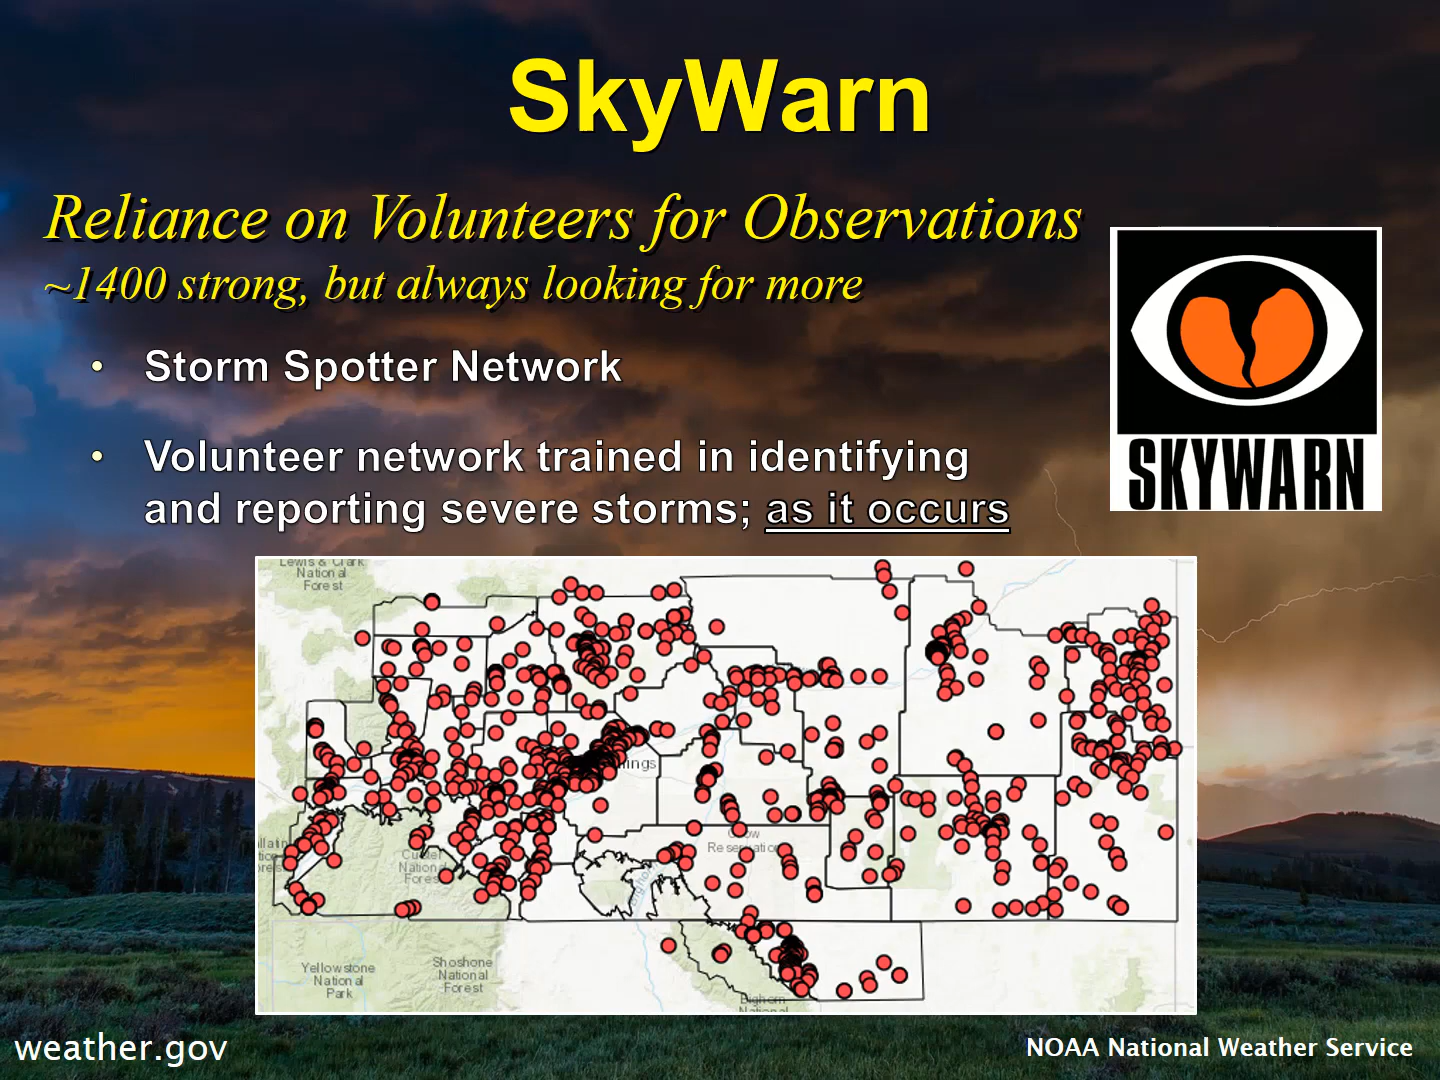 SkyWarn
Reliance on Volunteers for Observations
~1400 strong, but always looking for more
• Storm Spotter Network
• Volunteer network trained in identifying
and reporting severe storms; as it occurs
SKYWARN
Lewis & Clark
National
Forest
Reservation
Custer
National
Forest
Yellowstone
National
Park
Shoshone
National
Forest
Bighorn
National
weather.gov
NOAA National Weather Service